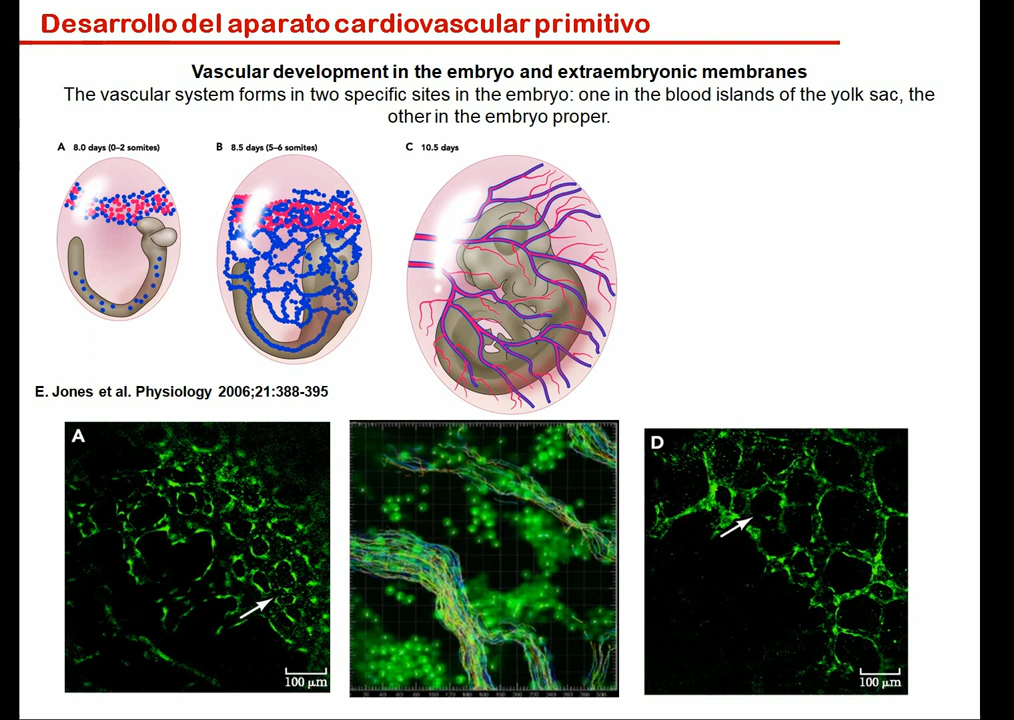 Desarrollo del aparato cardiovascular primitivo
Vascular development in the embryo and extraembryonic membranes
The vascular system forms in two specific sites in the embryo: one in the blood islands of the yolk sac, the
other in the embryo proper.
A 8.0 days (0–2 somites)
B 8.5 days (5–6 somites)
C 10.5 days
E. Jones et al. Physiology 2006;21:388-395
A
D
100 µm
100 µm